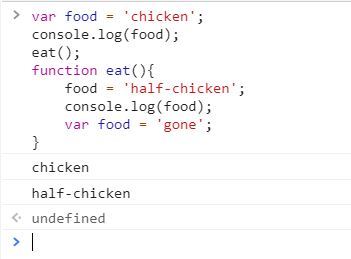 > var food = 'chicken';
console.log(food);
eat();
function eat(){
    food = 'half-chicken';
    console.log(food);
    var food = 'gone';
}
chicken
half-chicken
<· undefined
>